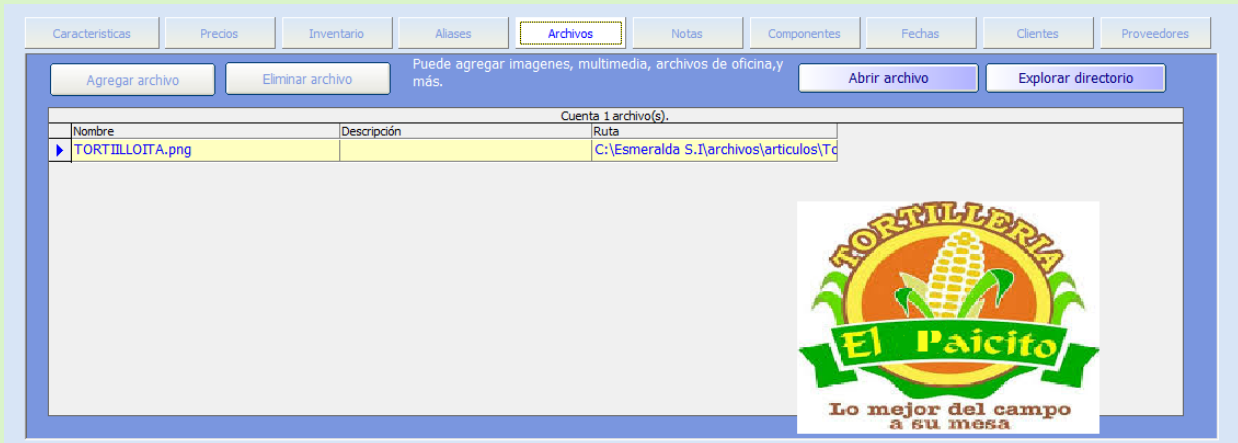 Caracteristicas Precios Inventario Aliases Archivos Notas Componentes Fechas Clientes Proveedores
Agregar archivo Eliminar archivo Puede agregar imagenes, multimedia, archivos de oficina,y
más. Abrir archivo Explorar directorio
Cuenta 1 archivo(s).
Nombre Descripción Ruta
TORTIILLOITA.png C:\Esmeralda S.I\archivos\articulos\To
TORTILLERIA
El Paicito
Lo mejor del campo
a su mesa